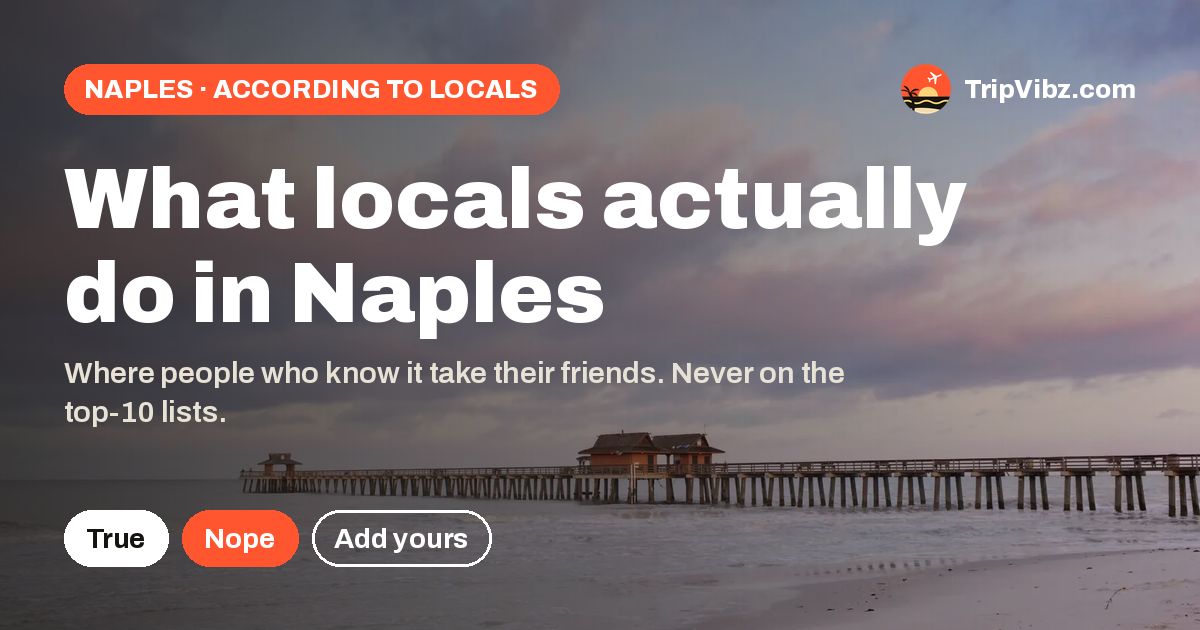 NAPLES · ACCORDING TO LOCALS
TripVibz.com
What locals actually
do in Naples
Where people who know it take their friends. Never on the
top-10 lists.
True
Nope
Add yours